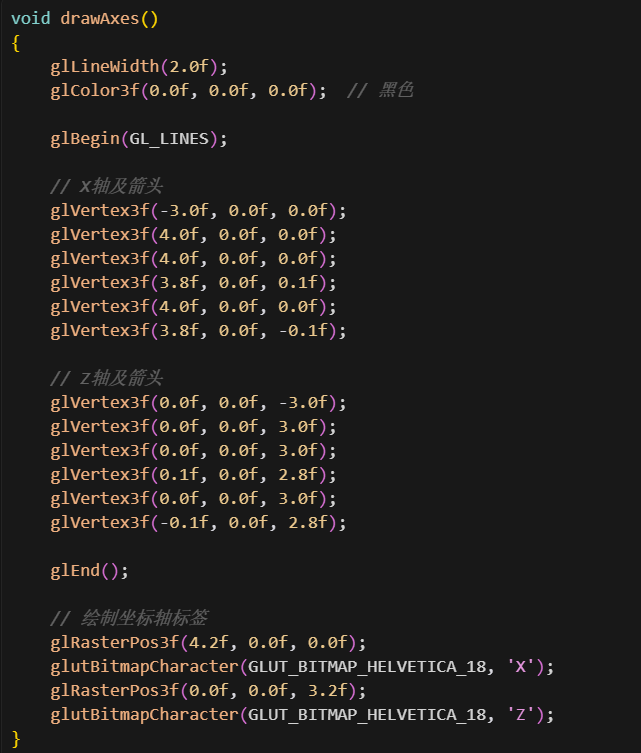 void drawAxes()
{
    glLineWidth(2.0f);
    glColor3f(0.0f, 0.0f, 0.0f);  // 黑色
    glBegin(GL_LINES);
    // X轴及箭头
    glVertex3f(-3.0f, 0.0f, 0.0f);
    glVertex3f(4.0f, 0.0f, 0.0f);
    glVertex3f(4.0f, 0.0f, 0.0f);
    glVertex3f(3.8f, 0.0f, 0.1f);
    glVertex3f(4.0f, 0.0f, 0.0f);
    glVertex3f(3.8f, 0.0f, -0.1f);
    // Z轴及箭头
    glVertex3f(0.0f, 0.0f, -3.0f);
    glVertex3f(0.0f, 0.0f, 3.0f);
    glVertex3f(0.0f, 0.0f, 3.0f);
    glVertex3f(0.1f, 0.0f, 2.8f);
    glVertex3f(0.0f, 0.0f, 3.0f);
    glVertex3f(-0.1f, 0.0f, 2.8f);
    glEnd();
    // 绘制坐标轴标签
    glRasterPos3f(4.2f, 0.0f, 0.0f);
    glutBitmapCharacter(GLUT_BITMAP_HELVETICA_18, 'X');
    glRasterPos3f(0.0f, 0.0f, 3.2f);
    glutBitmapCharacter(GLUT_BITMAP_HELVETICA_18, 'Z');
}